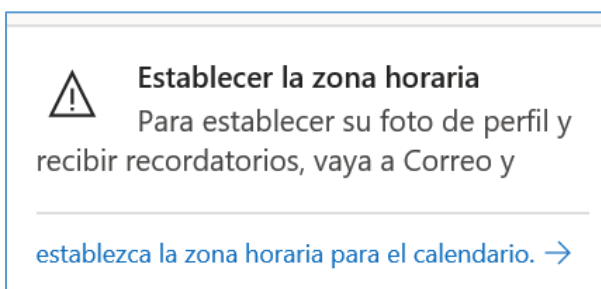 Establecer la zona horaria
Para establecer su foto de perfil y
recibir recordatorios, vaya a Correo y
establezca la zona horaria para el calendario. →